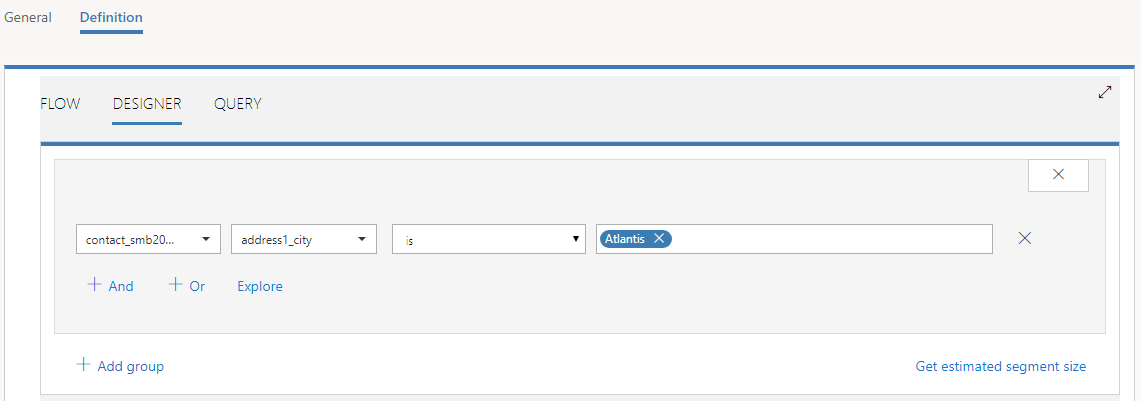 General Definition
FLOW DESIGNER QUERY
contact_smb20... address1_city is Atlantis
And Or Explore
Add group Get estimated segment size